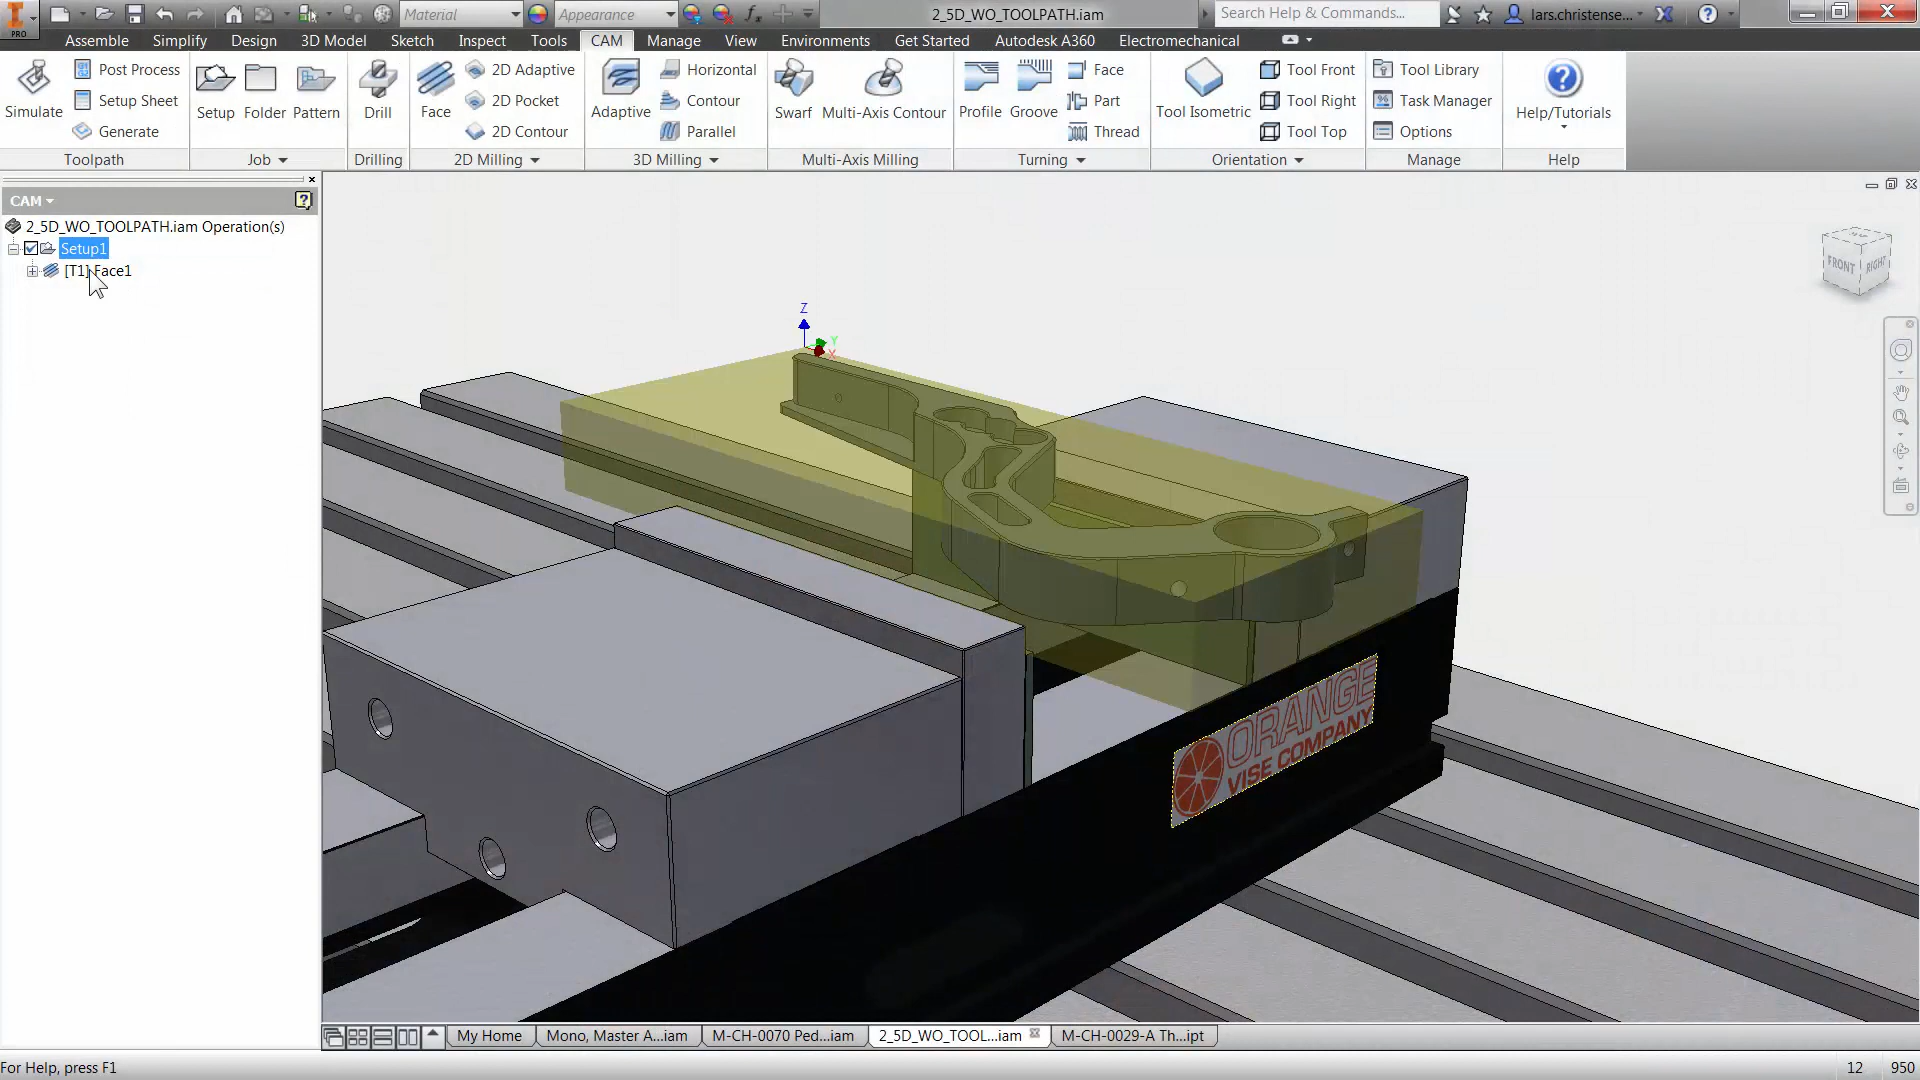 Material
Appearance
2_5D_WO_TOOLPATH.iam
Search Help & Commands...
lars.christense...
PRO
Assemble
Simplify
Design
3D Model
Sketch
Inspect
Tools
CAM
Manage
View
Environments
Get Started
Autodesk A360
Electromechanical
Simulate
Post Process
Setup Sheet
Generate
Toolpath
Setup
Folder
Pattern
Job
Drill
Drilling
Face
2D Adaptive
2D Pocket
2D Contour
2D Milling
Adaptive
Horizontal
Contour
Parallel
3D Milling
Swarf
Multi-Axis Contour
Multi-Axis Milling
Profile
Groove
Face
Part
Thread
Turning
Tool Isometric
Tool Front
Tool Right
Tool Top
Orientation
Tool Library
Task Manager
Options
Manage
Help/Tutorials
Help
CAM
2_5D_WO_TOOLPATH.iam Operation(s)
Setup1
[T1] Face1
Z
Y
X
FRONT
RIGHT
ORANGE
VISE COMPANY
My Home
Mono, Master A...iam
M-CH-0070 Ped...iam
2_5D_WO_TOOL...iam
M-CH-0029-A Th...ipt
For Help, press F1
12
950